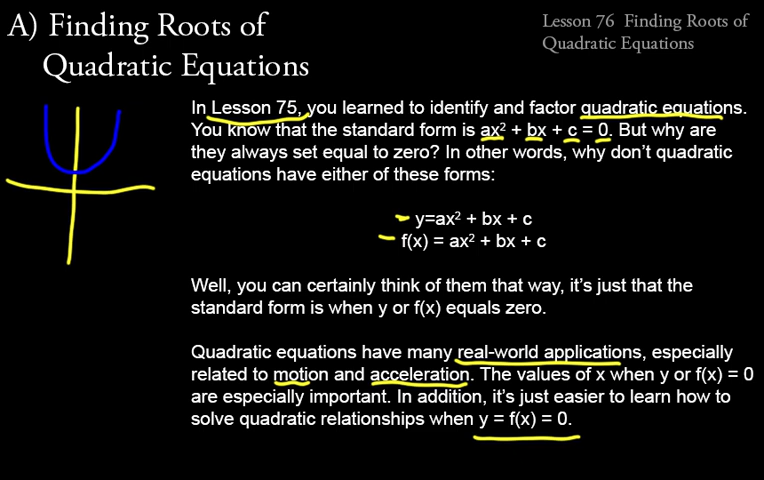 A) Finding Roots of
Quadratic Equations
Lesson 76 Finding Roots of
Quadratic Equations
In Lesson 75, you learned to identify and factor quadratic equations.
You know that the standard form is ax² + bx + c = 0. But why are
they always set equal to zero? In other words, why don't quadratic
equations have either of these forms:
y=ax² + bx + c
f(x) = ax² + bx + c
Well, you can certainly think of them that way, it's just that the
standard form is when y or f(x) equals zero.
Quadratic equations have many real-world applications, especially
related to motion and acceleration. The values of x when y or f(x) = 0
are especially important. In addition, it's just easier to learn how to
solve quadratic relationships when y = f(x) = 0.